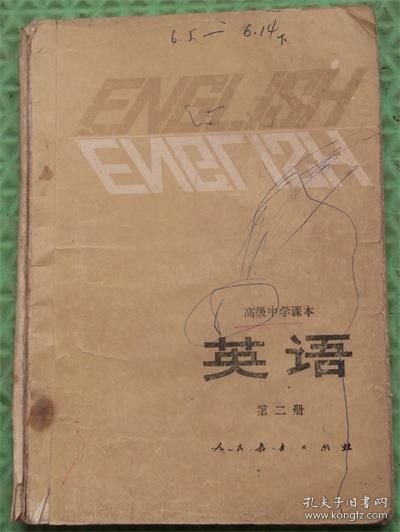 6.5— 6.14下
ENGLISH
ENGLISH
高级中学课本
英语
第二册
人民教育出版社
孔夫子旧书网
www.kongfz.com